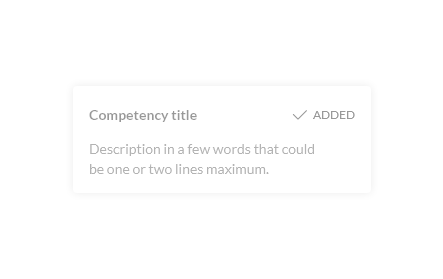 Competency title
ADDED
Description in a few words that could
be one or two lines maximum.